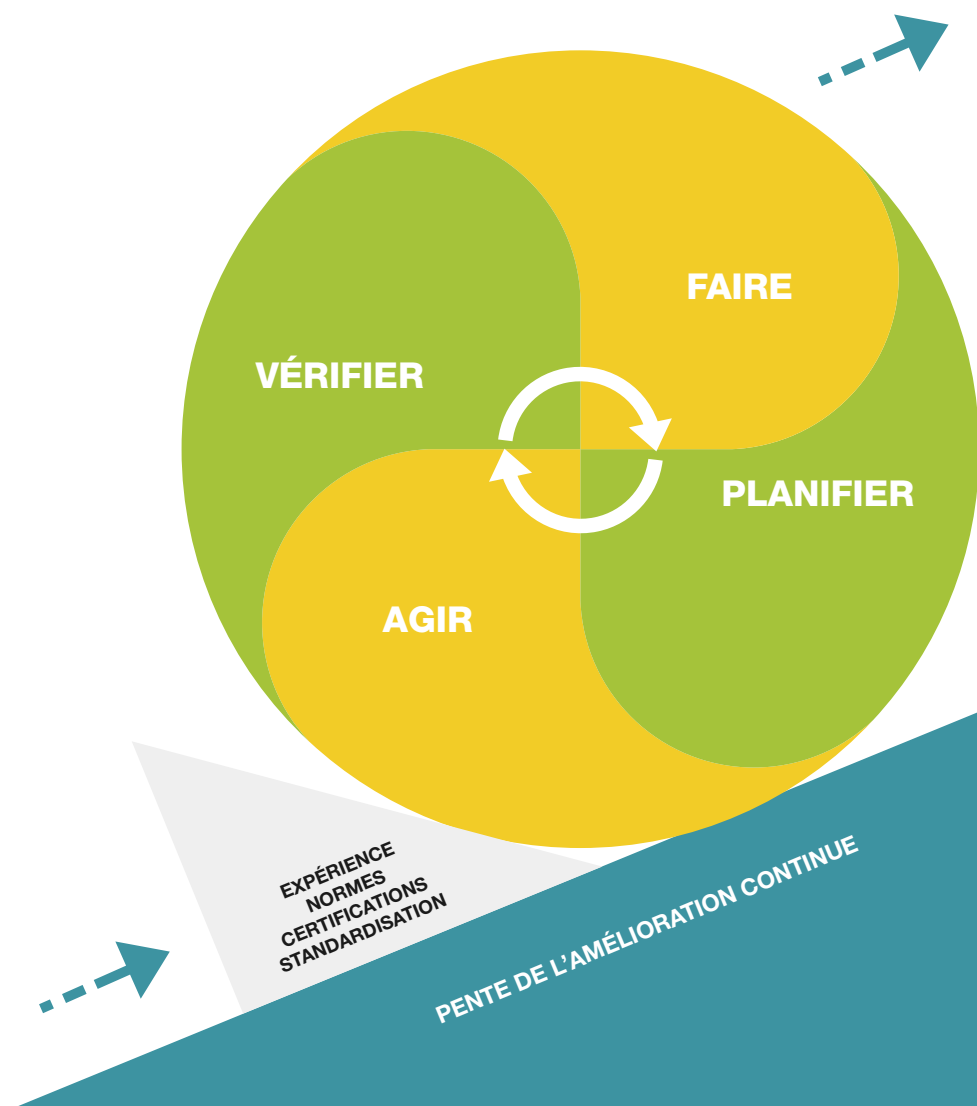 FAIRE
VÉRIFIER
PLANIFIER
AGIR
EXPÉRIENCE
NORMES
CERTIFICATIONS
STANDARDISATION
PENTE DE L’AMÉLIORATION CONTINUE